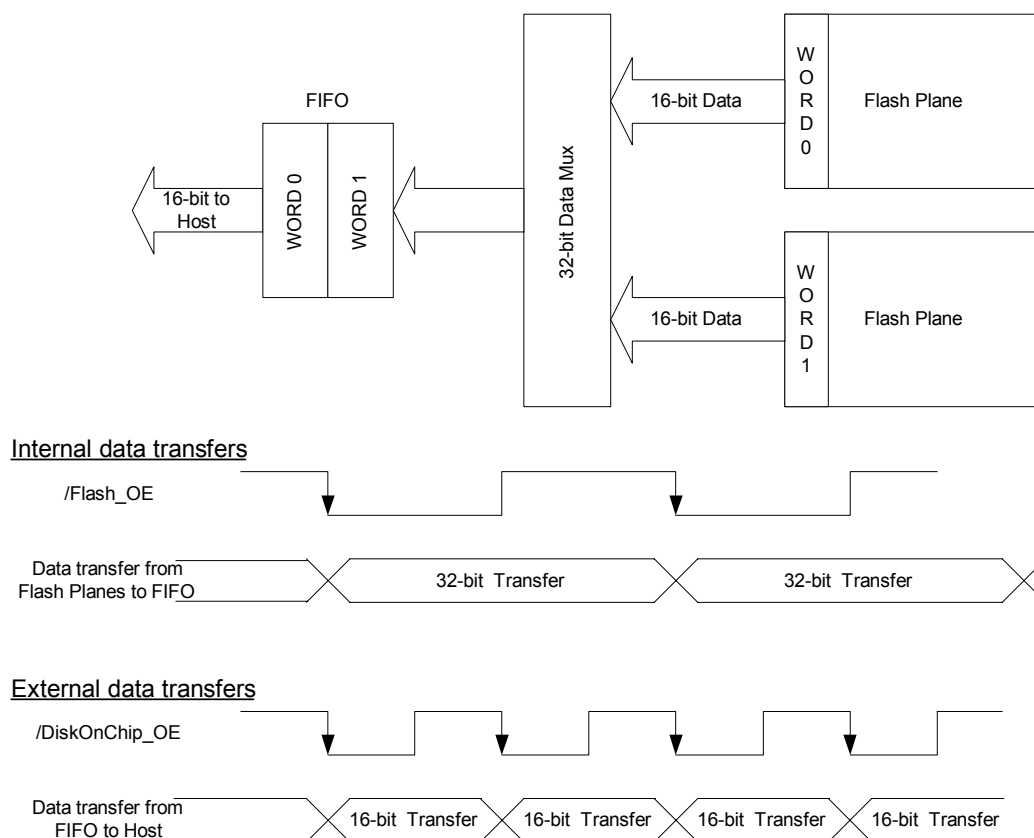 FIFO
16-bit to
Host
WORD 0
WORD 1
32-bit Data Mux
16-bit Data
WORD0
Flash Plane
16-bit Data
WORD1
Flash Plane
Internal data transfers
/Flash_OE
Data transfer from
Flash Planes to FIFO
32-bit Transfer
32-bit Transfer
External data transfers
/DiskOnChip_OE
Data transfer from
FIFO to Host
16-bit Transfer
16-bit Transfer
16-bit Transfer
16-bit Transfer